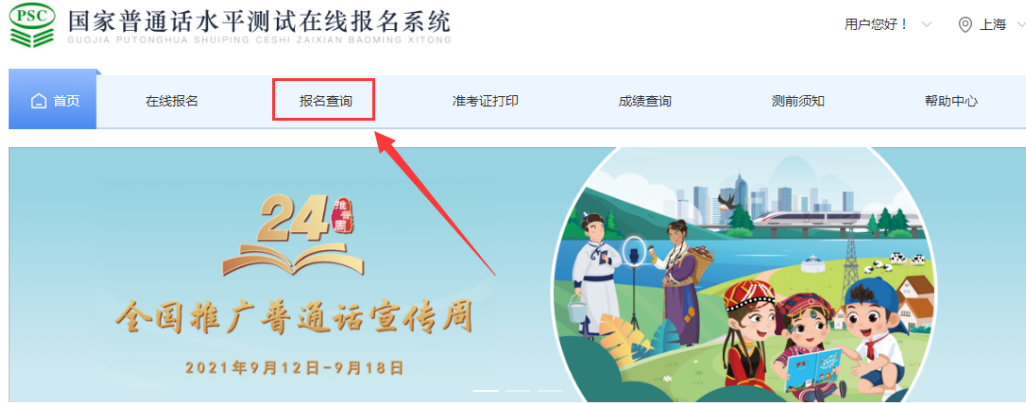 PSC
国家普通话水平测试在线报名系统
GUOJIA PUTONGHUA SHUIPING CESHI ZAIXIAN BAOMING XITONG
用户您好！ 上海
首页 在线报名 报名查询 准考证打印 成绩查询 测前须知 帮助中心
24 推普周
全国推广普通话宣传周
2021年9月12日-9月18日